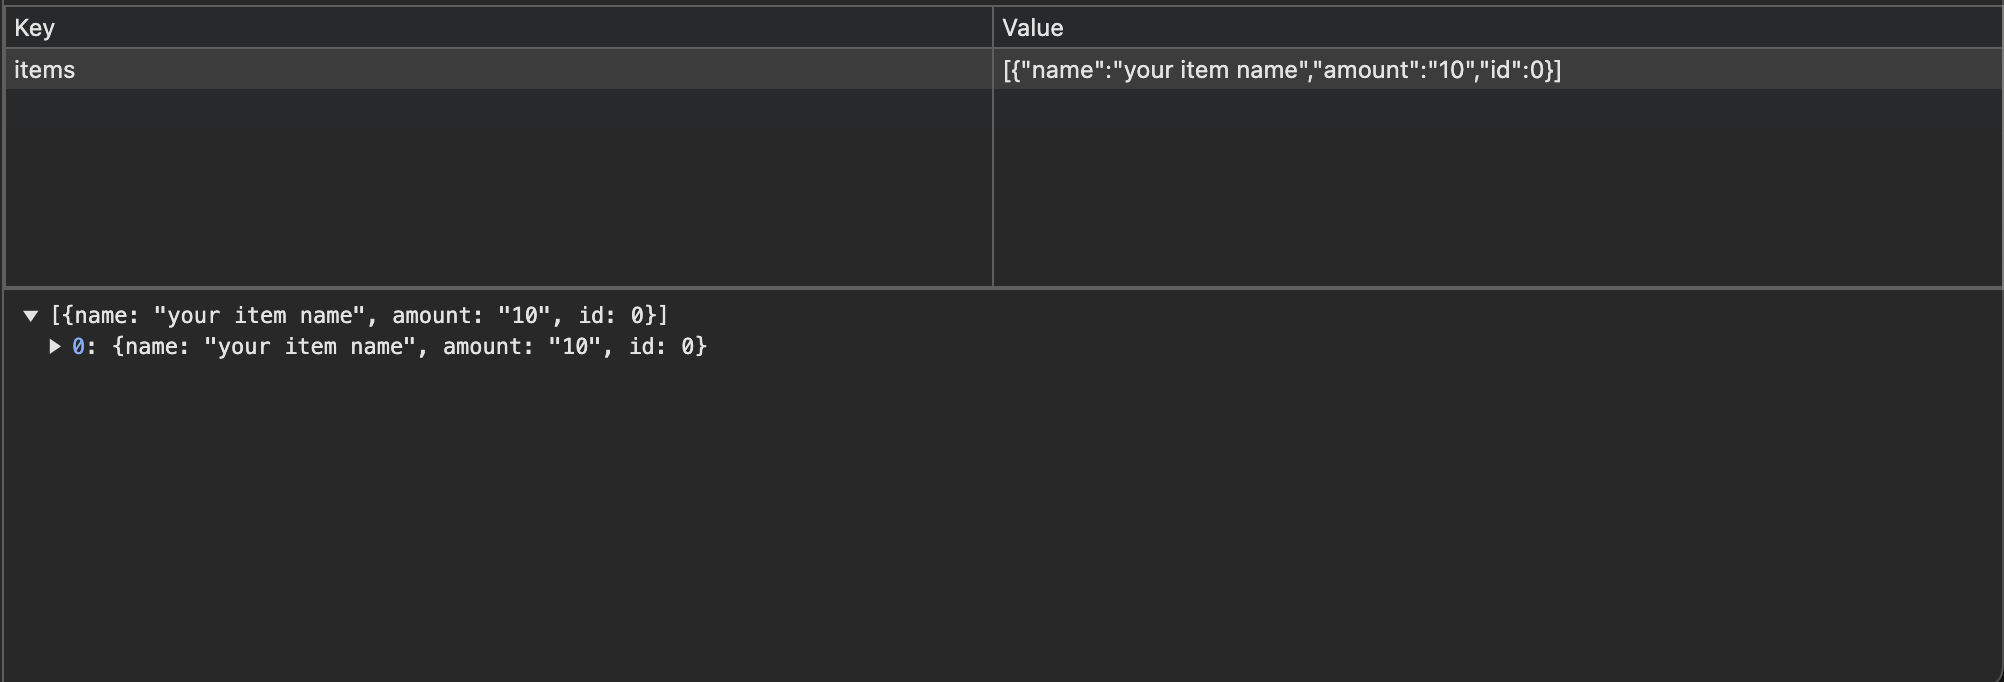 Key Value
items [{"name":"your item name","amount":"10","id":0}]
[{name: "your item name", amount: "10", id: 0}]
0: {name: "your item name", amount: "10", id: 0}